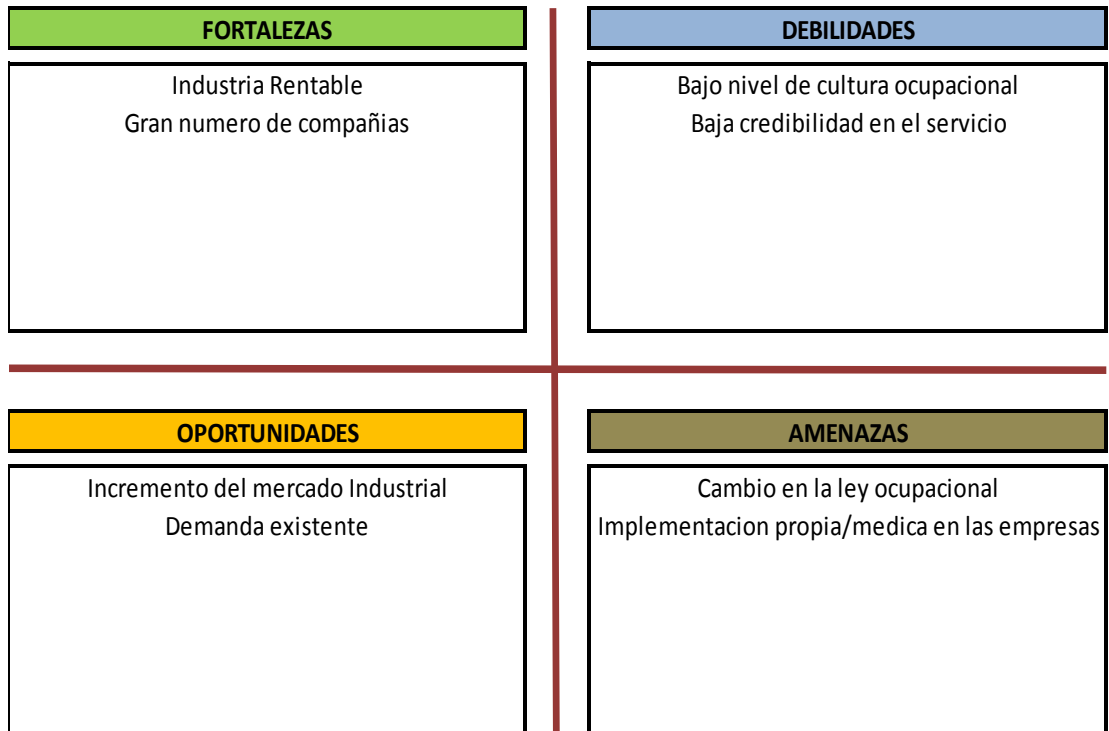 FORTALEZAS
Industria Rentable
Gran numero de compañias
DEBILIDADES
Bajo nivel de cultura ocupacional
Baja credibilidad en el servicio
OPORTUNIDADES
Incremento del mercado Industrial
Demanda existente
AMENAZAS
Cambio en la ley ocupacional
Implementacion propia/medica en las empresas